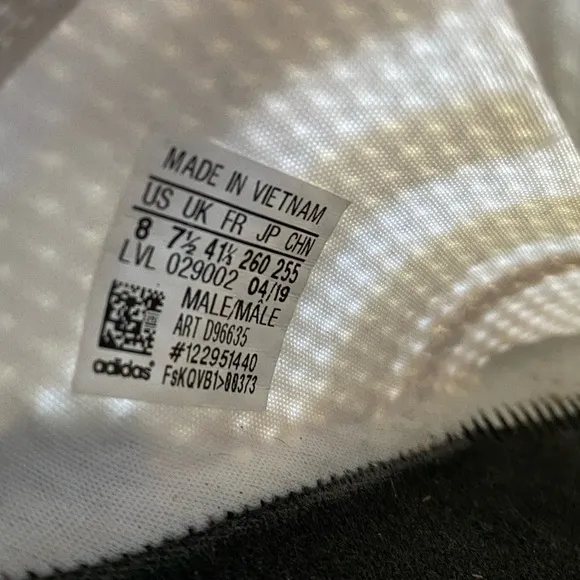 MADE IN VIETNAM
US UK FR JP CHN
8 7½ 41⅓ 260 255
LVL 029002 04/19
MALE/MÂLE
ART D96635
#122951440
adidas FsKQVB1>00373